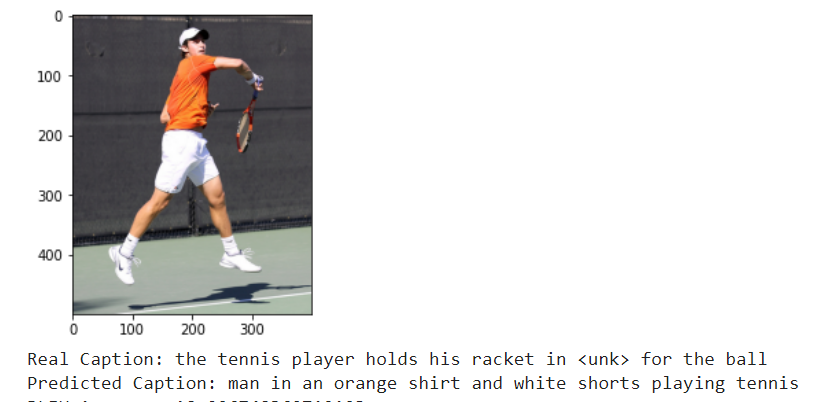 0
100
200
300
400
0 100 200 300
Real Caption: the tennis player holds his racket in <unk> for the ball
Predicted Caption: man in an orange shirt and white shorts playing tennis